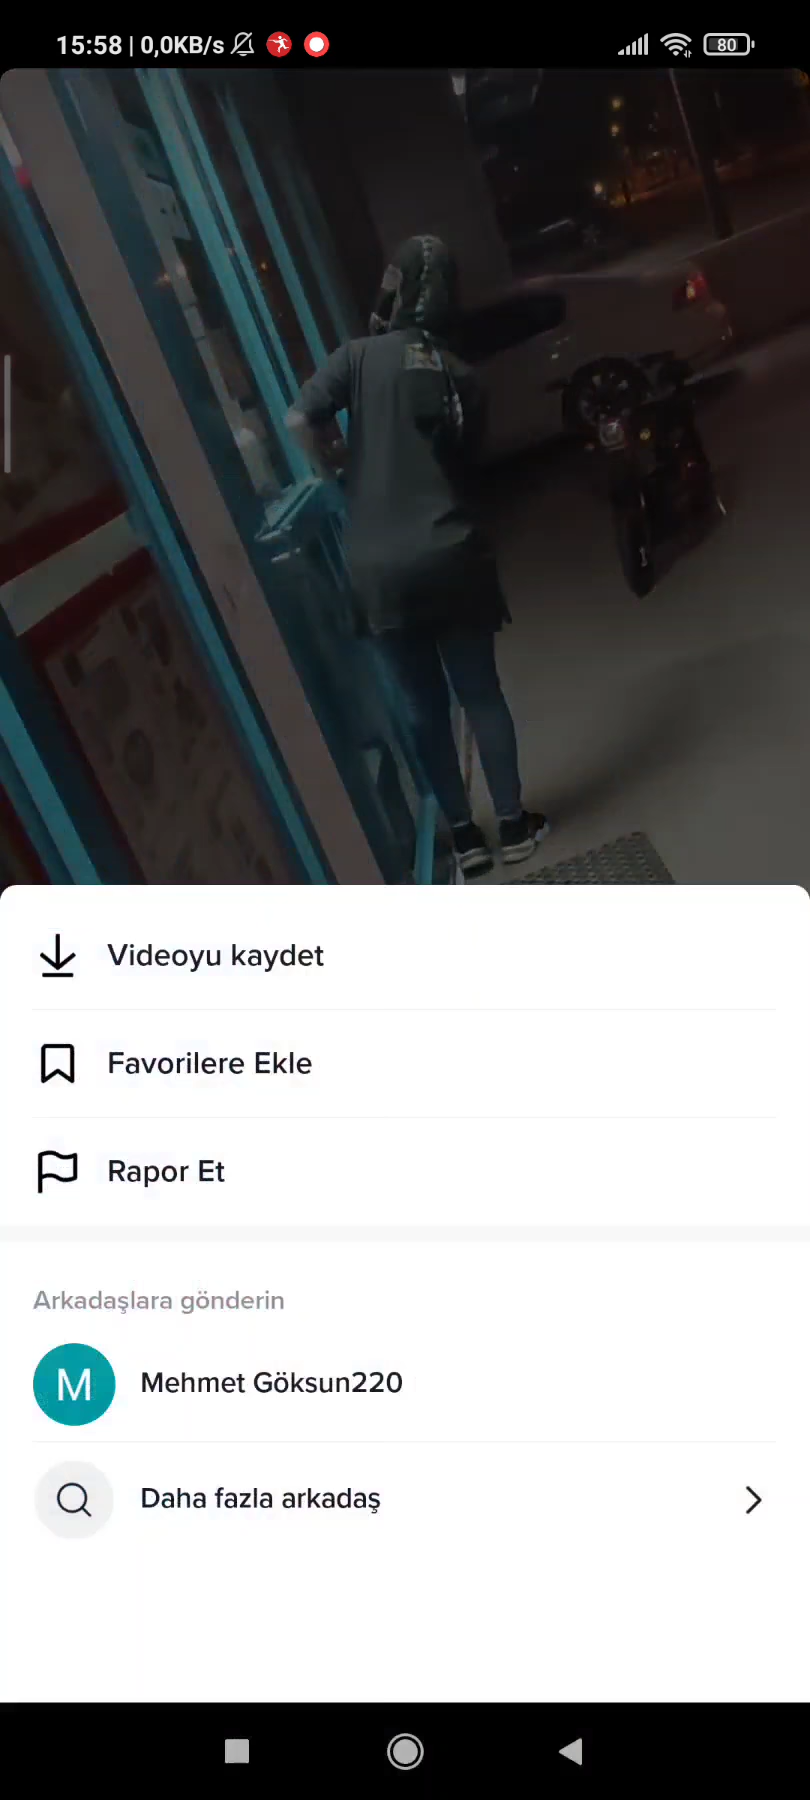 15:58 | 0,0KB/s 80
Videoyu kaydet
Favorilere Ekle
Rapor Et
Arkadaşlara gönderin
M Mehmet Göksun220
Daha fazla arkadaş